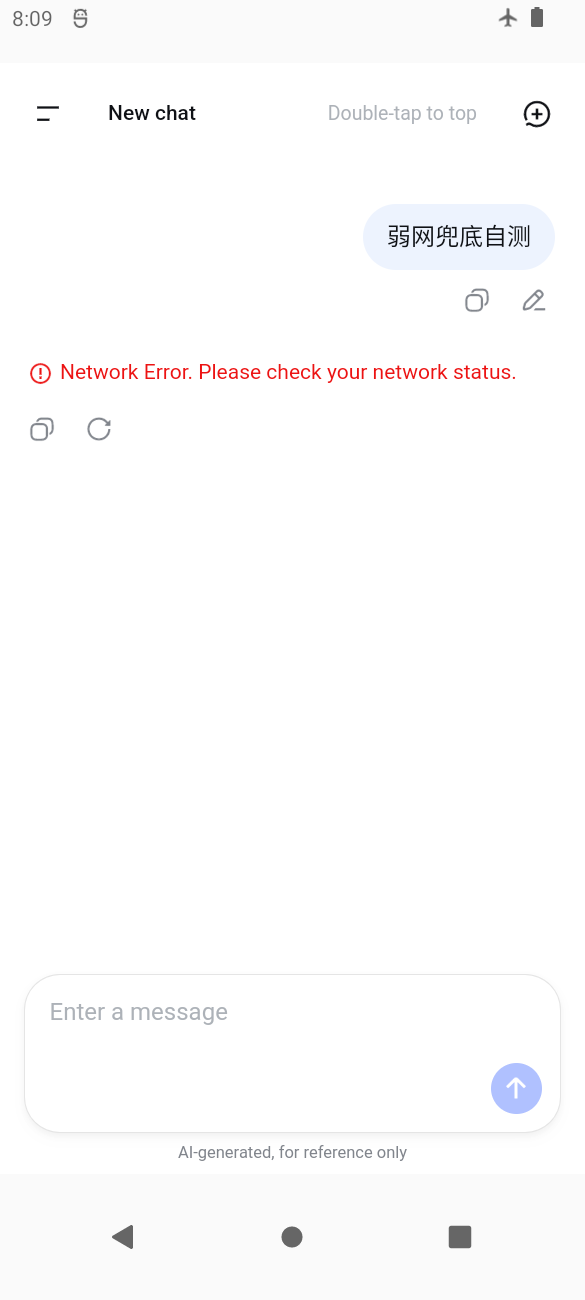 8:09
New chat
Double-tap to top
弱网兜底自测
Network Error. Please check your network status.
Enter a message
AI-generated, for reference only